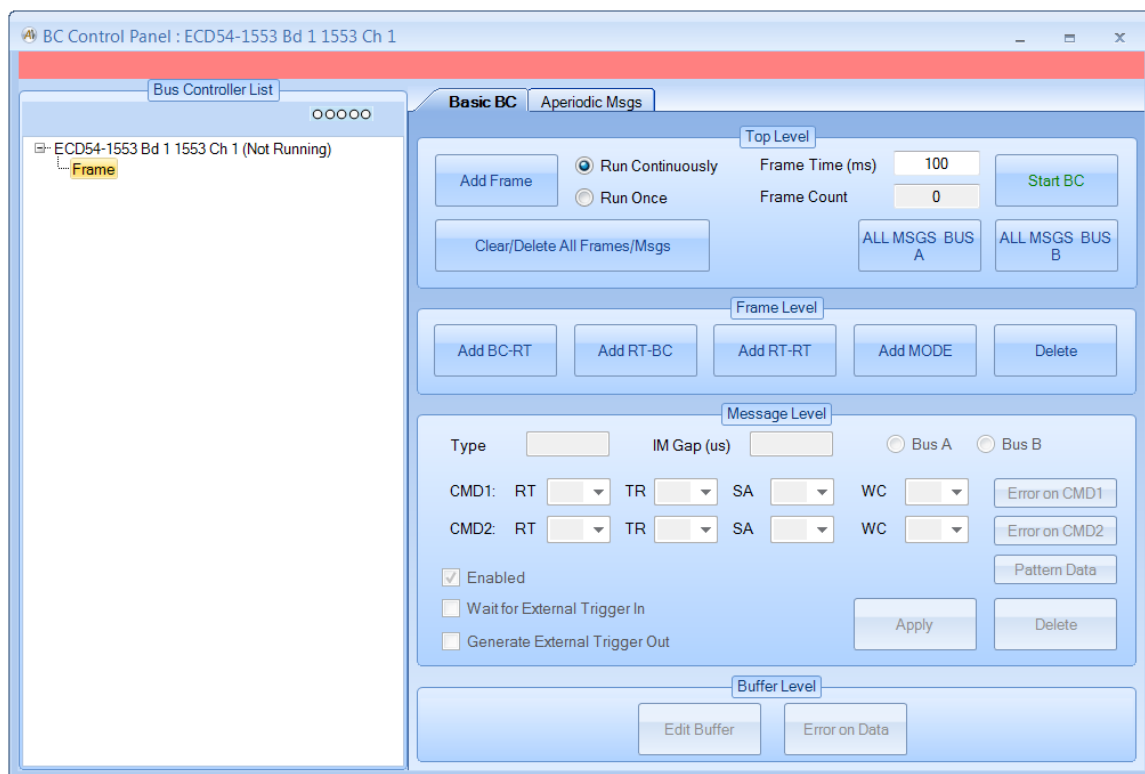 BC Control Panel : ECD54-1553 Bd 1 1553 Ch 1
Bus Controller List
ECD54-1553 Bd 1 1553 Ch 1 (Not Running)
Frame
Basic BC Aperiodic Msgs
Top Level
Add Frame
Run Continuously
Run Once
Frame Time (ms) 100
Frame Count 0
Start BC
Clear/Delete All Frames/Msgs
ALL MSGS BUS
A
ALL MSGS BUS
B
Frame Level
Add BC-RT Add RT-BC Add RT-RT Add MODE Delete
Message Level
Type IM Gap (us) Bus A Bus B
CMD1: RT TR SA WC Error on CMD1
CMD2: RT TR SA WC Error on CMD2
Pattern Data
Enabled
Wait for External Trigger In
Generate External Trigger Out
Apply Delete
Buffer Level
Edit Buffer Error on Data